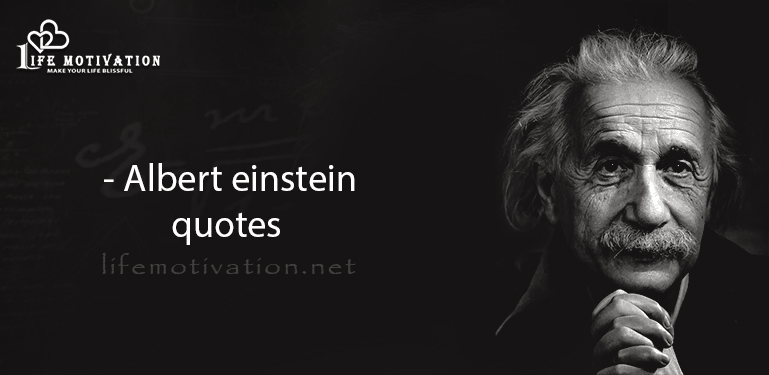 LIFE MOTIVATION
MAKE YOUR LIFE BLISSFUL
- Albert einstein
quotes
lifemotivation.net